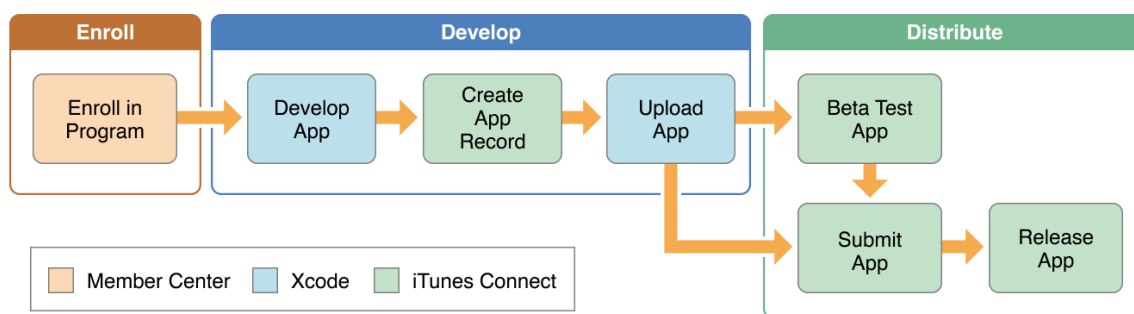 Enroll
Develop
Distribute
Enroll in
Program
Develop
App
Create
App
Record
Upload
App
Beta Test
App
Submit
App
Release
App
Member Center
Xcode
iTunes Connect